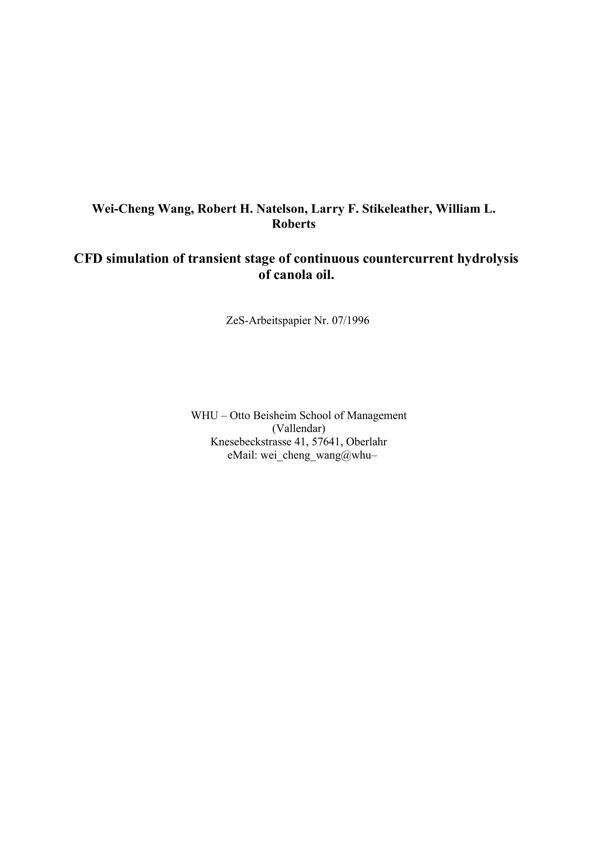 Wei-Cheng Wang, Robert H. Natelson, Larry F. Stikeleather, William L.
Roberts
CFD simulation of transient stage of continuous countercurrent hydrolysis
of canola oil.
ZeS-Arbeitspapier Nr. 07/1996
WHU – Otto Beisheim School of Management
(Vallendar)
Knesebeckstrasse 41, 57641, Oberlahr
eMail: wei_cheng_wang@whu–